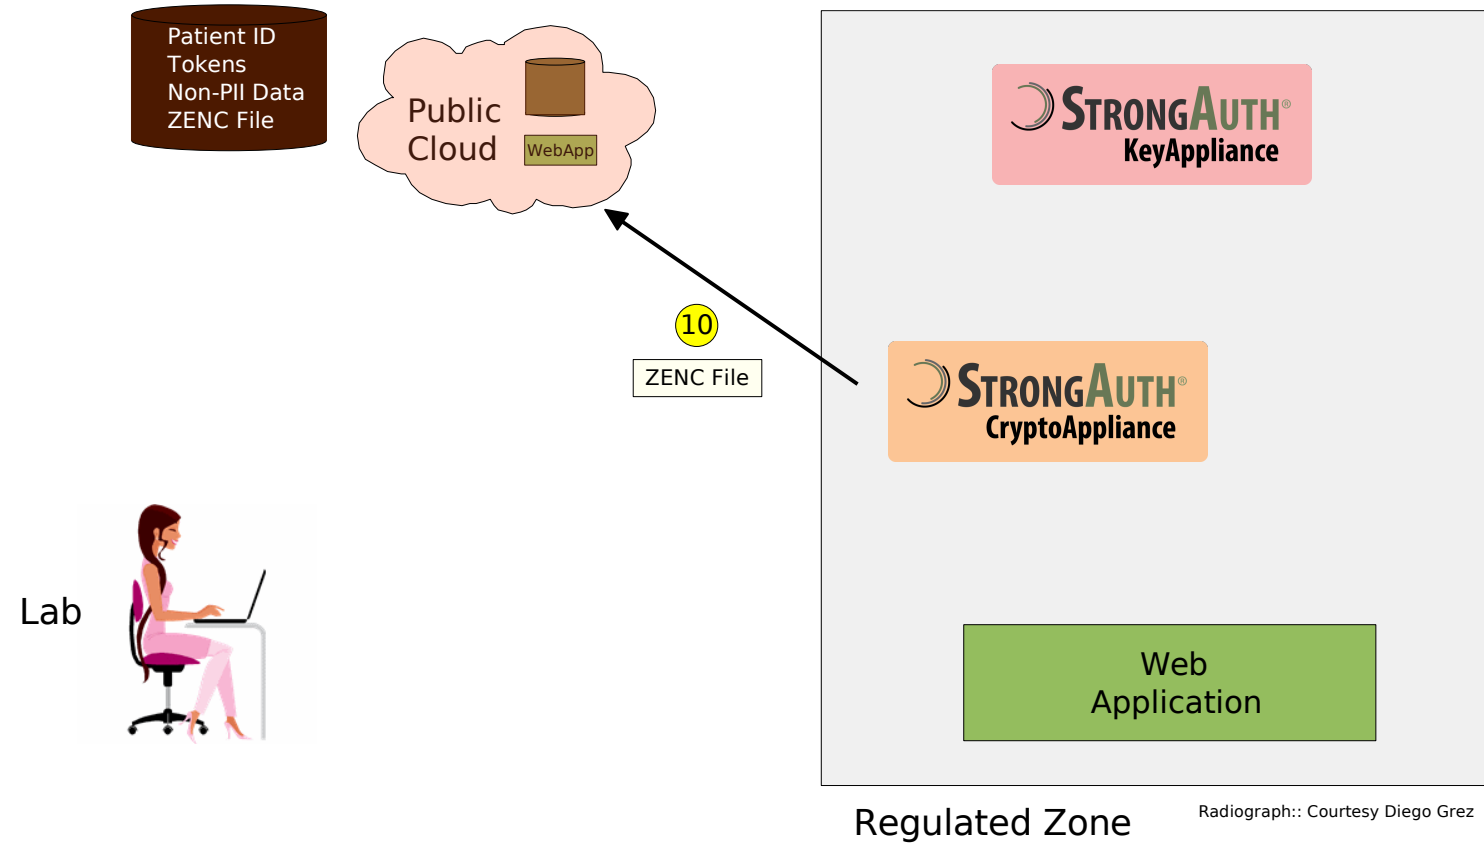 Patient ID
Tokens
Non-PII Data
ZENC File
Public
Cloud
WebApp
STRONGAUTH®
KeyAppliance
10
ZENC File
STRONGAUTH®
CryptoAppliance
Lab
Web
Application
Regulated Zone
Radiograph:: Courtesy Diego Grez